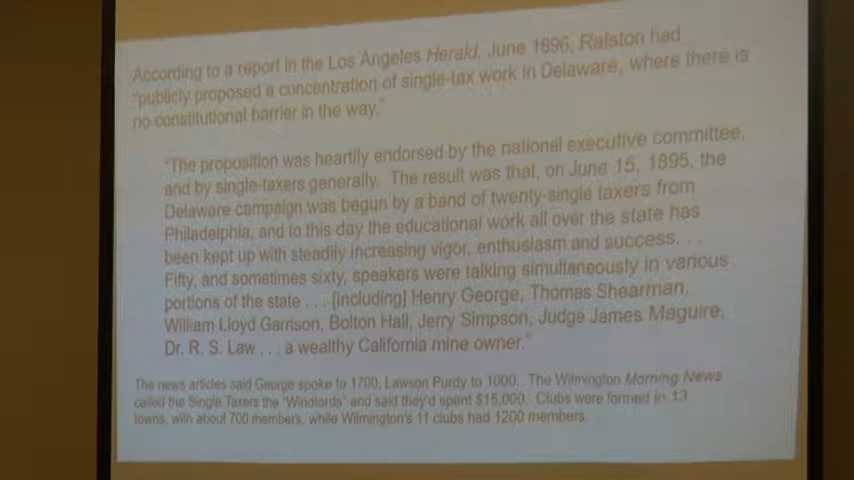 According to a report in the Los Angeles Herald, June 1896, Ralston had
"publicly proposed a concentration of single-tax work in Delaware, where there is
no constitutional barrier in the way."
"The proposition was heartily endorsed by the national executive committee,
and by single-taxers generally. The result was that, on June 15, 1895, the
Delaware campaign was begun by a band of twenty-single taxers from
Philadelphia, and to this day the educational work all over the state has
been kept up with steadily increasing vigor, enthusiasm and success. . .
Fifty, and sometimes sixty, speakers were talking simultaneously in various
portions of the state . . . [including] Henry George, Thomas Shearman,
William Lloyd Garrison, Bolton Hall, Jerry Simpson, Judge James Maguire,
Dr. R. S. Law . . . a wealthy California mine owner."
The news articles said George spoke to 1700, Lawson Purdy to 1000. The Wilmington Morning News
called the Single Taxers the "Windlords" and said they'd spent $15,000. Clubs were formed in 13
towns, with about 700 members, while Wilmington's 11 clubs had 1200 members.